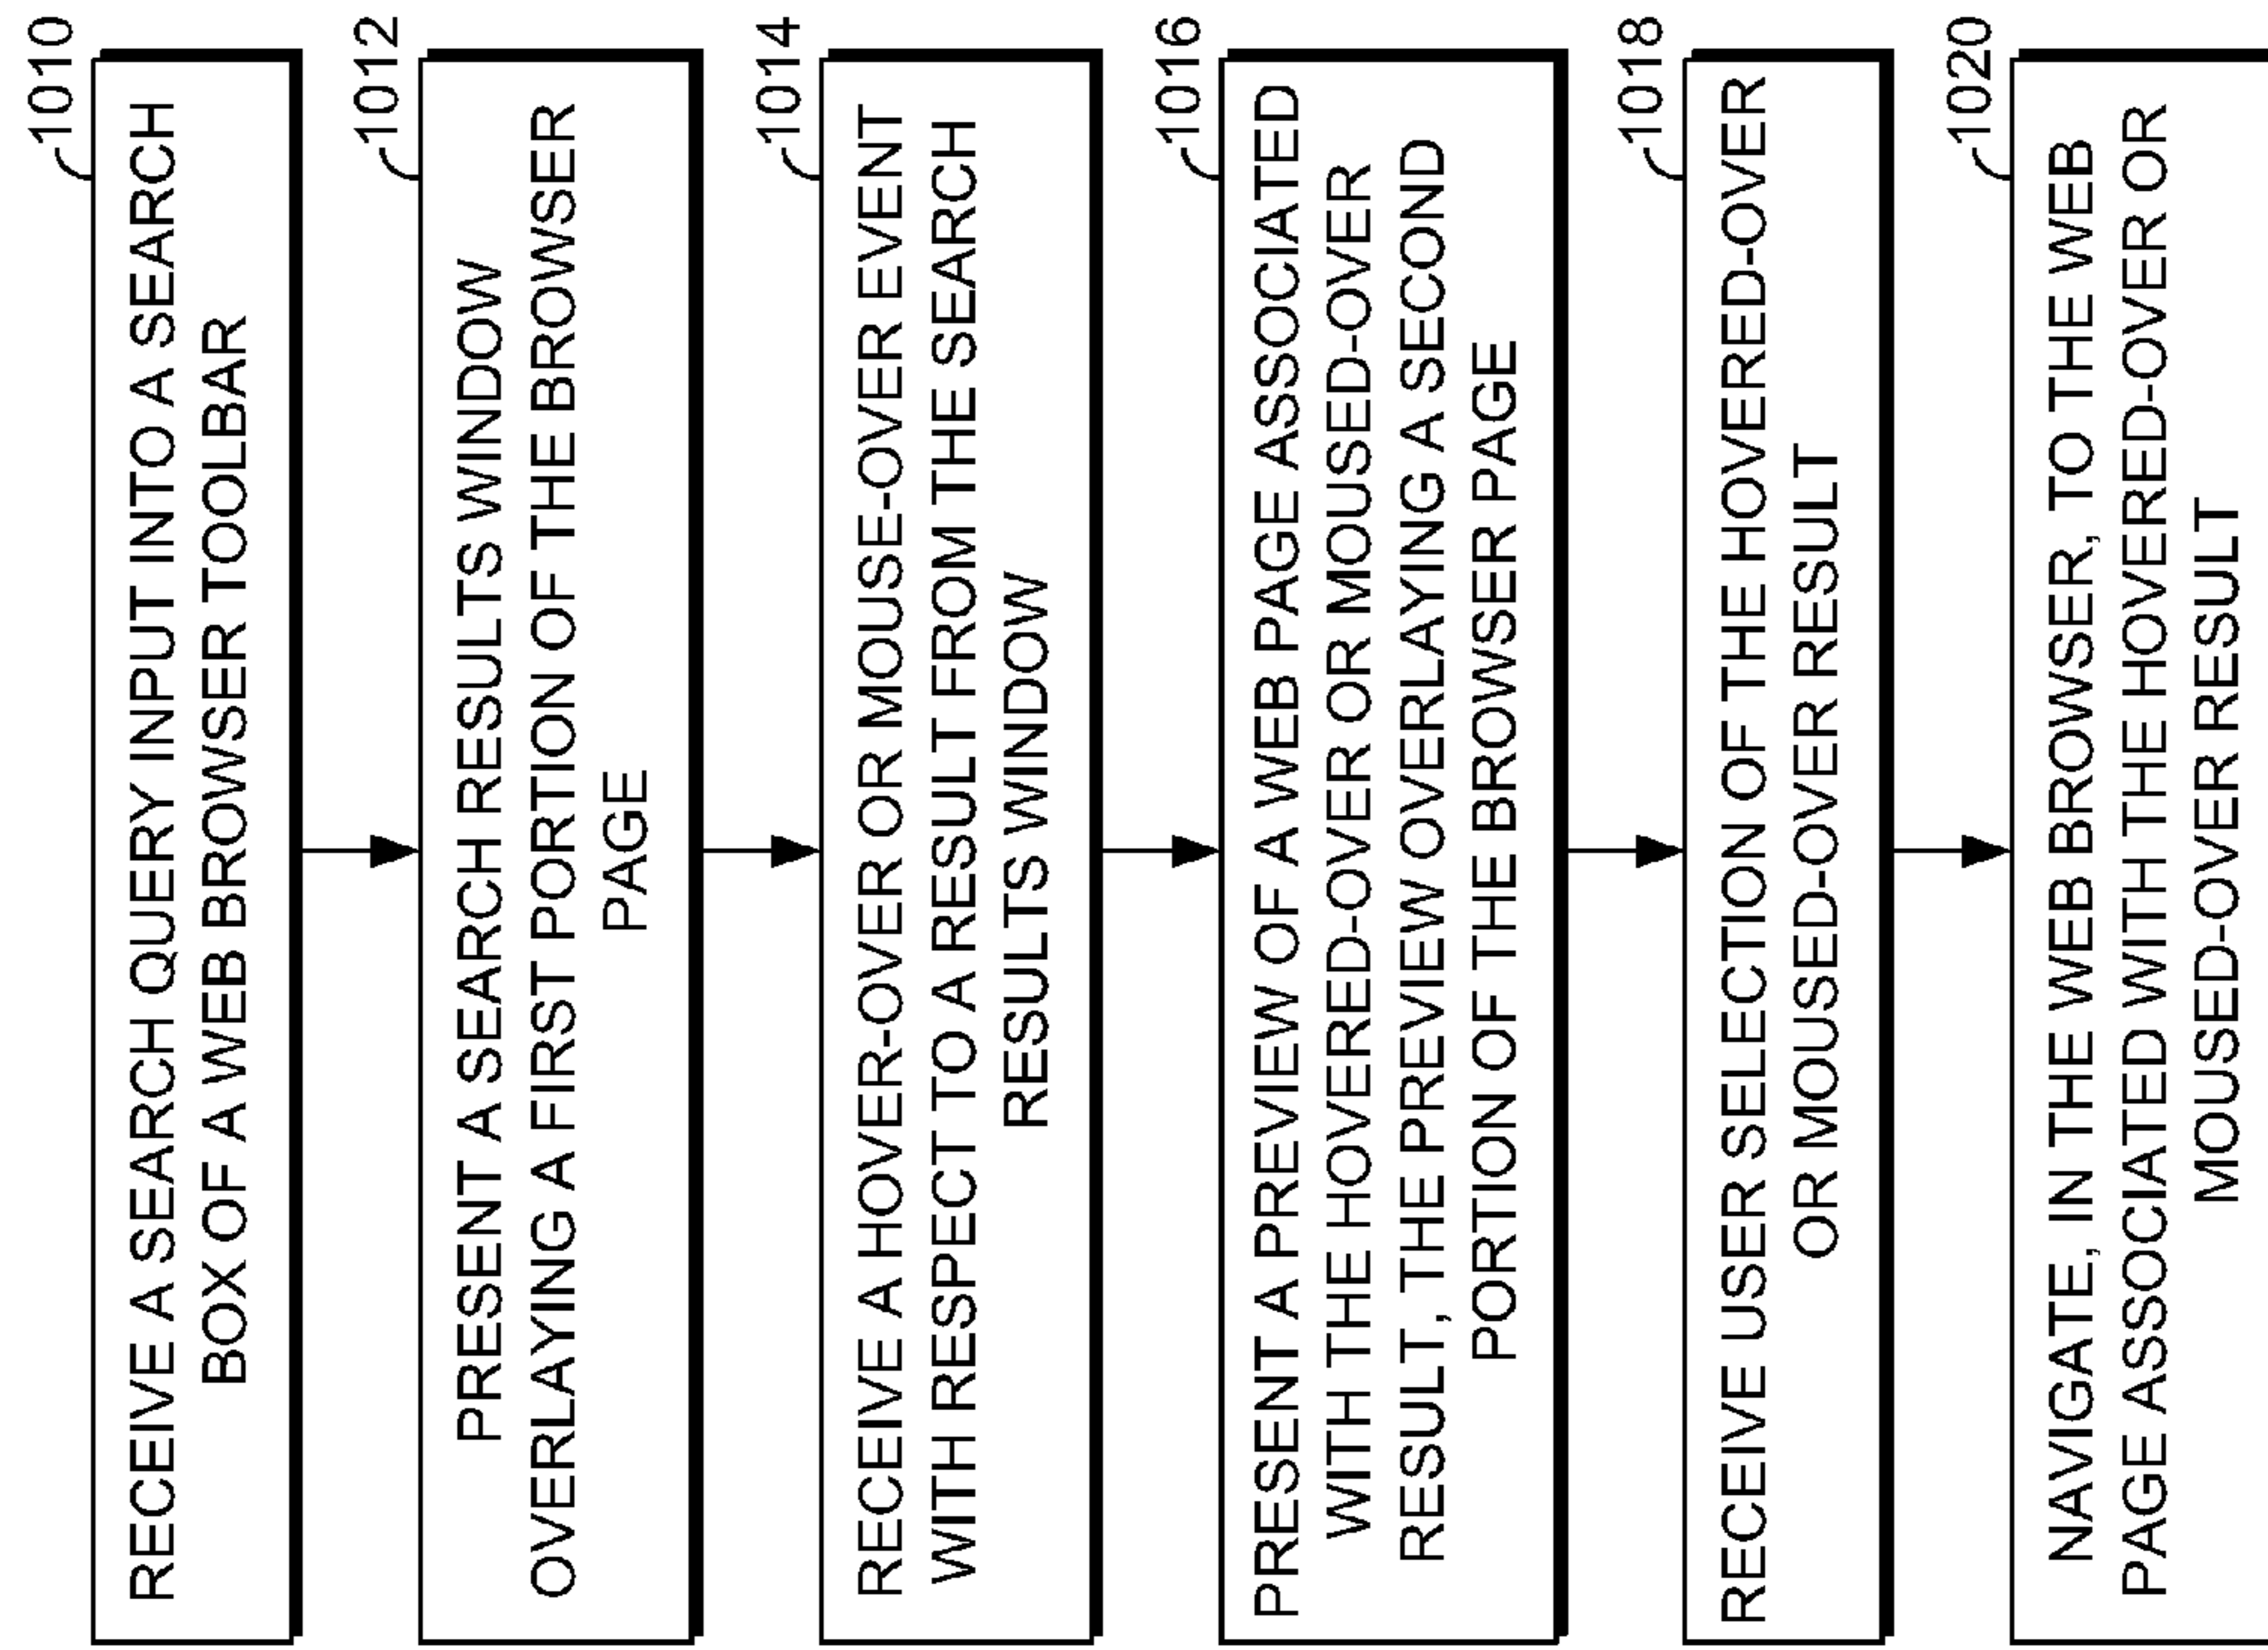 1010
RECEIVE A SEARCH QUERY INPUT INTO A SEARCH
BOX OF A WEB BROWSER TOOLBAR
1012
PRESENT A SEARCH RESULTS WINDOW
OVERLAYING A FIRST PORTION OF THE BROWSER
PAGE
1014
RECEIVE A HOVER-OVER OR MOUSE-OVER EVENT
WITH RESPECT TO A RESULT FROM THE SEARCH
RESULTS WINDOW
1016
PRESENT A PREVIEW OF A WEB PAGE ASSOCIATED
WITH THE HOVERED-OVER OR MOUSED-OVER
RESULT, THE PREVIEW OVERLAYING A SECOND
PORTION OF THE BROWSER PAGE
1018
RECEIVE USER SELECTION OF THE HOVERED-OVER
OR MOUSED-OVER RESULT
1020
NAVIGATE, IN THE WEB BROWSER, TO THE WEB
PAGE ASSOCIATED WITH THE HOVERED-OVER OR
MOUSED-OVER RESULT